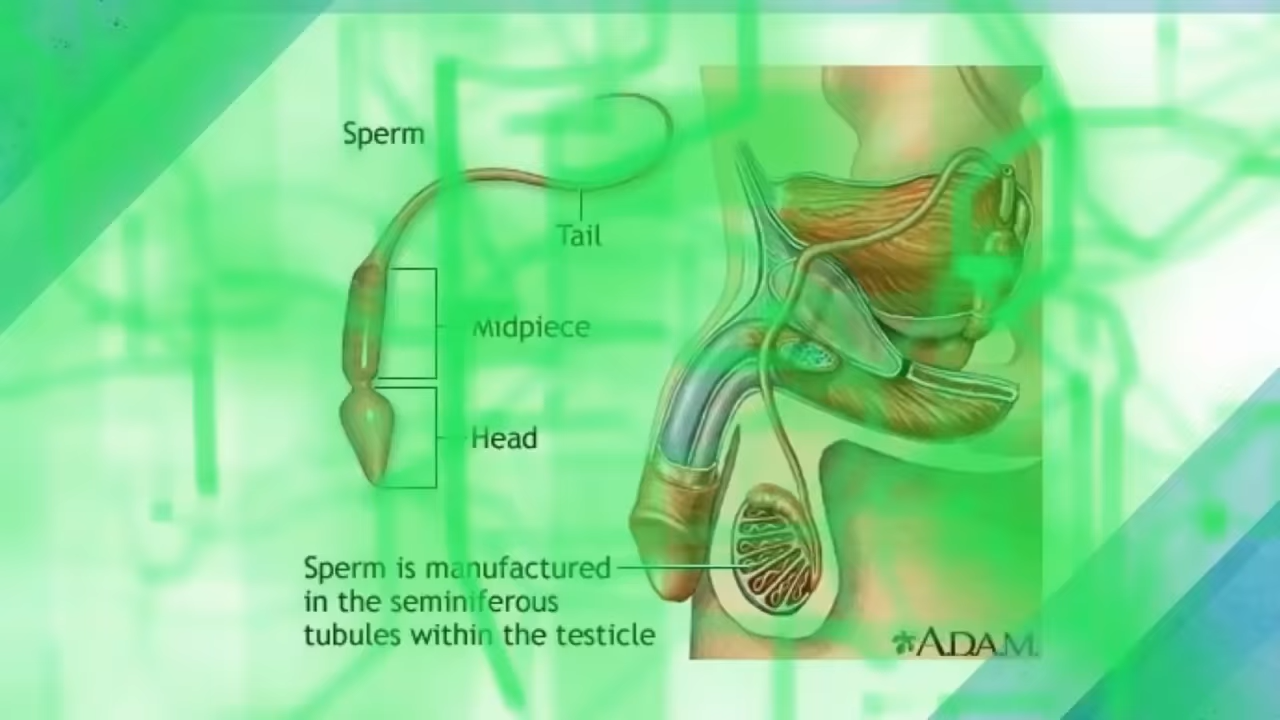 Sperm
Tail
Midpiece
Head
Sperm is manufactured
in the seminiferous
tubules within the testicle
A.D.A.M.